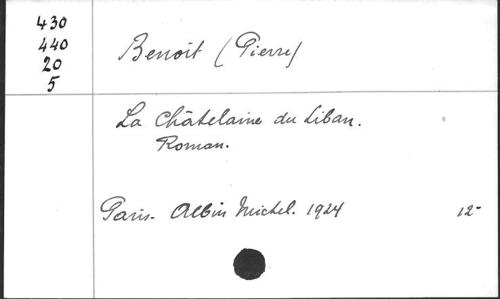 430
440
20
5
Benoit (Pierre)
La Châtelaine du Liban.
Roman.
Paris. Albin Michel. 1924 12-